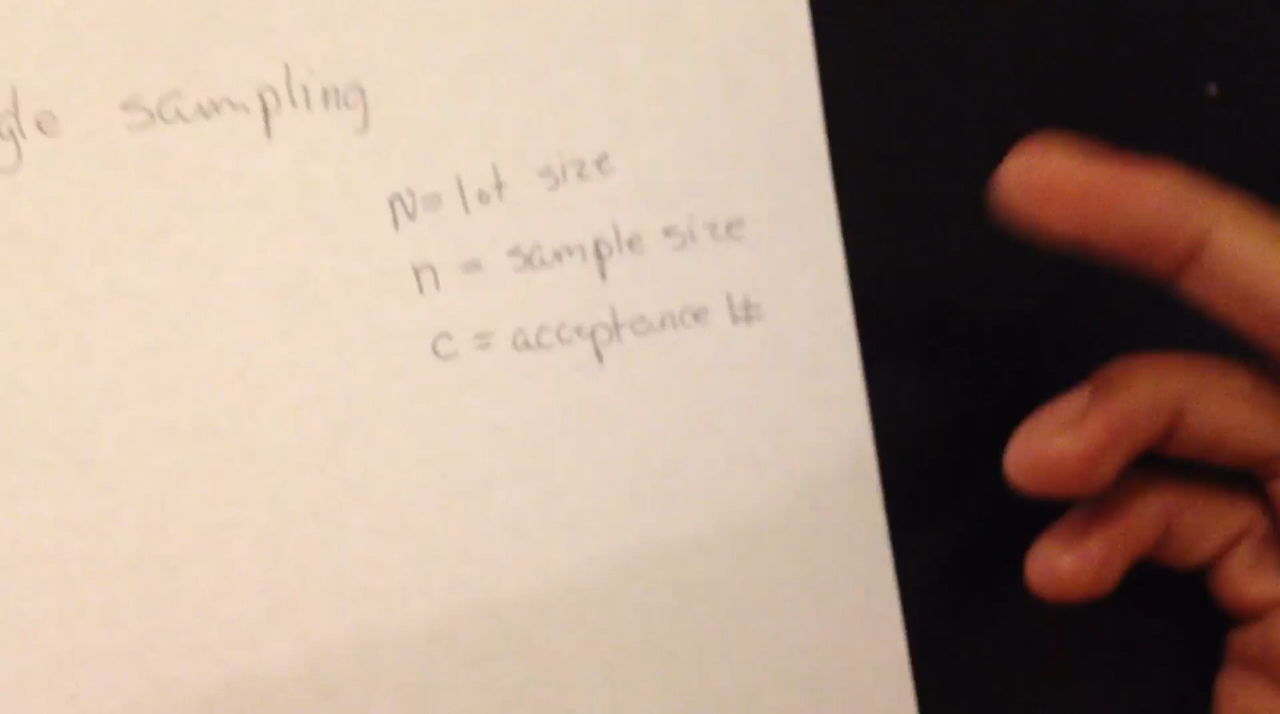 gle sampling
N= lot size
n = sample size
c = acceptance #